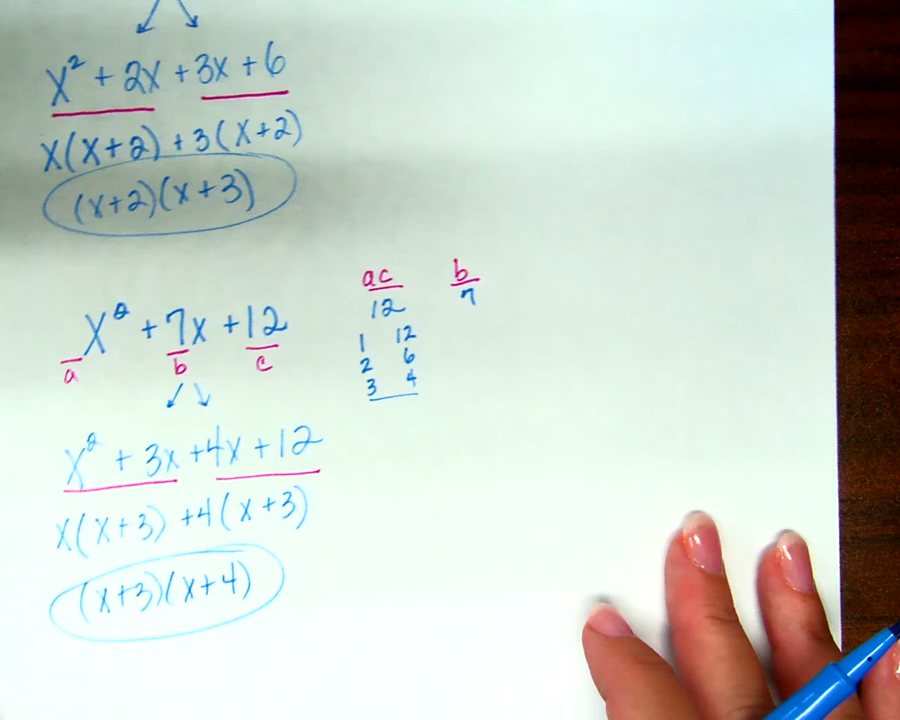 x² + 2x + 3x + 6
x(x+2) + 3(x+2)
(x+2)(x+3)
ac b
12 7
x² + 7x + 12
a b c
1 12
2 6
3 4
x² + 3x + 4x + 12
x(x+3) + 4(x+3)
(x+3)(x+4)